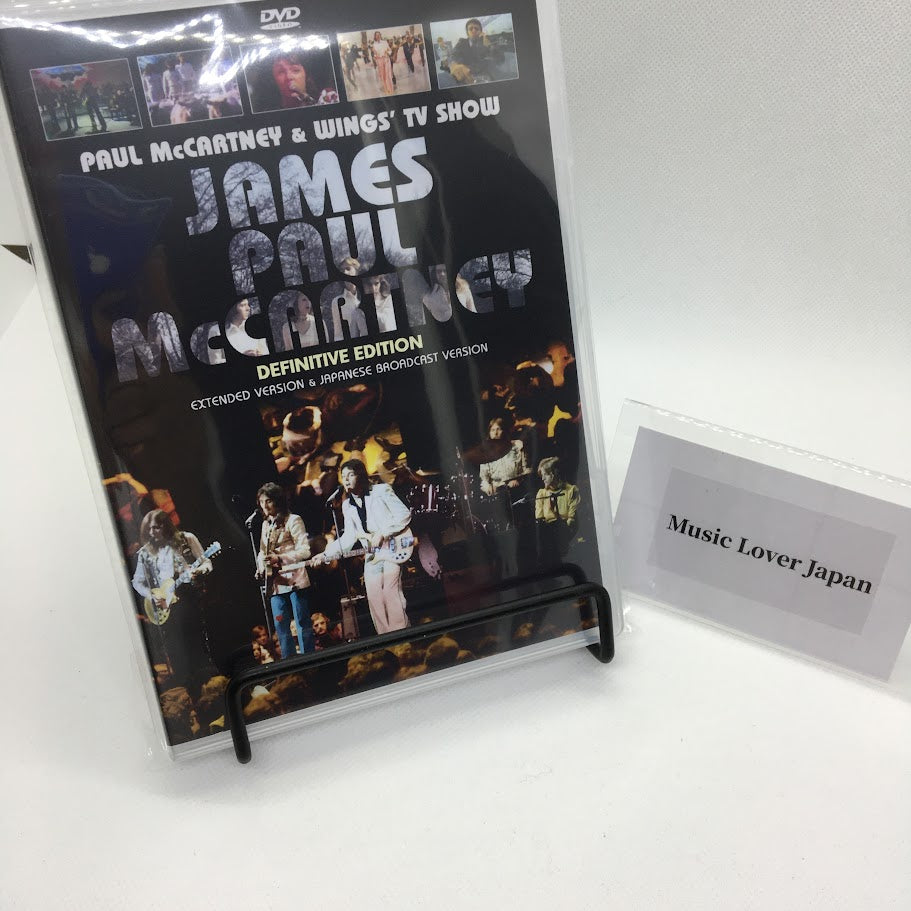 DVD
VIDEO
PAUL McCARTNEY & WINGS' TV SHOW
JAMES
PAUL
McCARTNEY
DEFINITIVE EDITION
EXTENDED VERSION & JAPANESE BROADCAST VERSION
Music Lover Japan